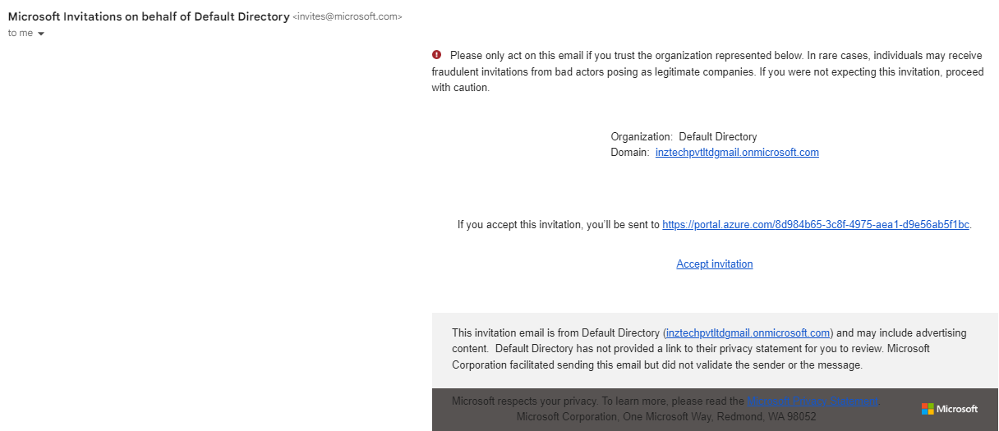 Microsoft Invitations on behalf of Default Directory <invites@microsoft.com>
to me
Please only act on this email if you trust the organization represented below. In rare cases, individuals may receive
fraudulent invitations from bad actors posing as legitimate companies. If you were not expecting this invitation, proceed
with caution.
Organization: Default Directory
Domain: inztechpvtltdgmail.onmicrosoft.com
If you accept this invitation, you'll be sent to https://portal.azure.com/8d984b65-3c8f-4975-aea1-d9e56ab5f1bc.
Accept invitation
This invitation email is from Default Directory (inztechpvtltdgmail.onmicrosoft.com) and may include advertising
content. Default Directory has not provided a link to their privacy statement for you to review. Microsoft
Corporation facilitated sending this email but did not validate the sender or the message.
Microsoft respects your privacy. To learn more, please read the Microsoft Privacy Statement.
Microsoft Corporation, One Microsoft Way, Redmond, WA 98052
Microsoft